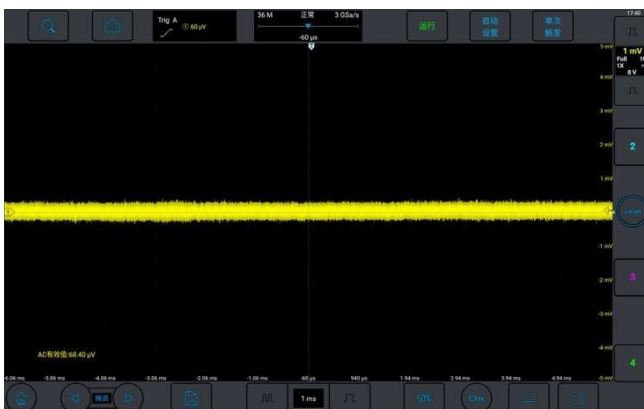 17:40
Trig A
① 60 μV
36 M 正常 3 GSa/s
-60 μs
运行
自动
设置
单次
触发
T
5 mV
4 mV
3 mV
2 mV
1 mV
-1 mV
-2 mV
-3 mV
-4 mV
-5 mV
1 mV
Full
1X
0 V
2
Level
3
4
1
AC有效值:68.40 μV
-6.06 ms -5.06 ms -4.06 ms -3.06 ms -2.06 ms -1.06 ms -60 μs 940 μs 1.94 ms 2.94 ms 3.94 ms 4.94 ms
微调
1 ms
50%
CHx